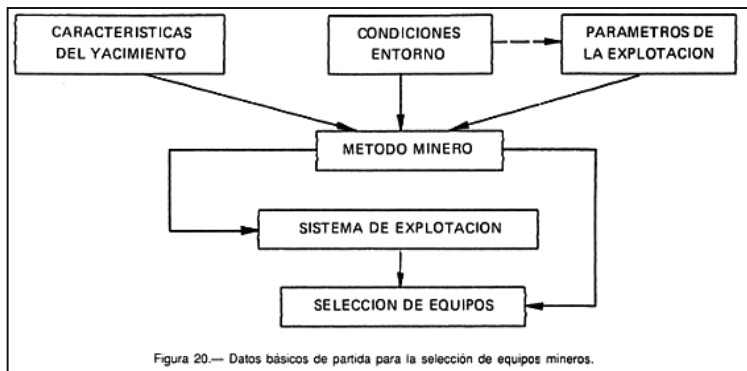 CARACTERISTICAS
DEL YACIMIENTO
CONDICIONES
ENTORNO
PARAMETROS DE
LA EXPLOTACION
METODO MINERO
SISTEMA DE EXPLOTACION
SELECCION DE EQUIPOS
Figura 20.— Datos básicos de partida para la selección de equipos mineros.